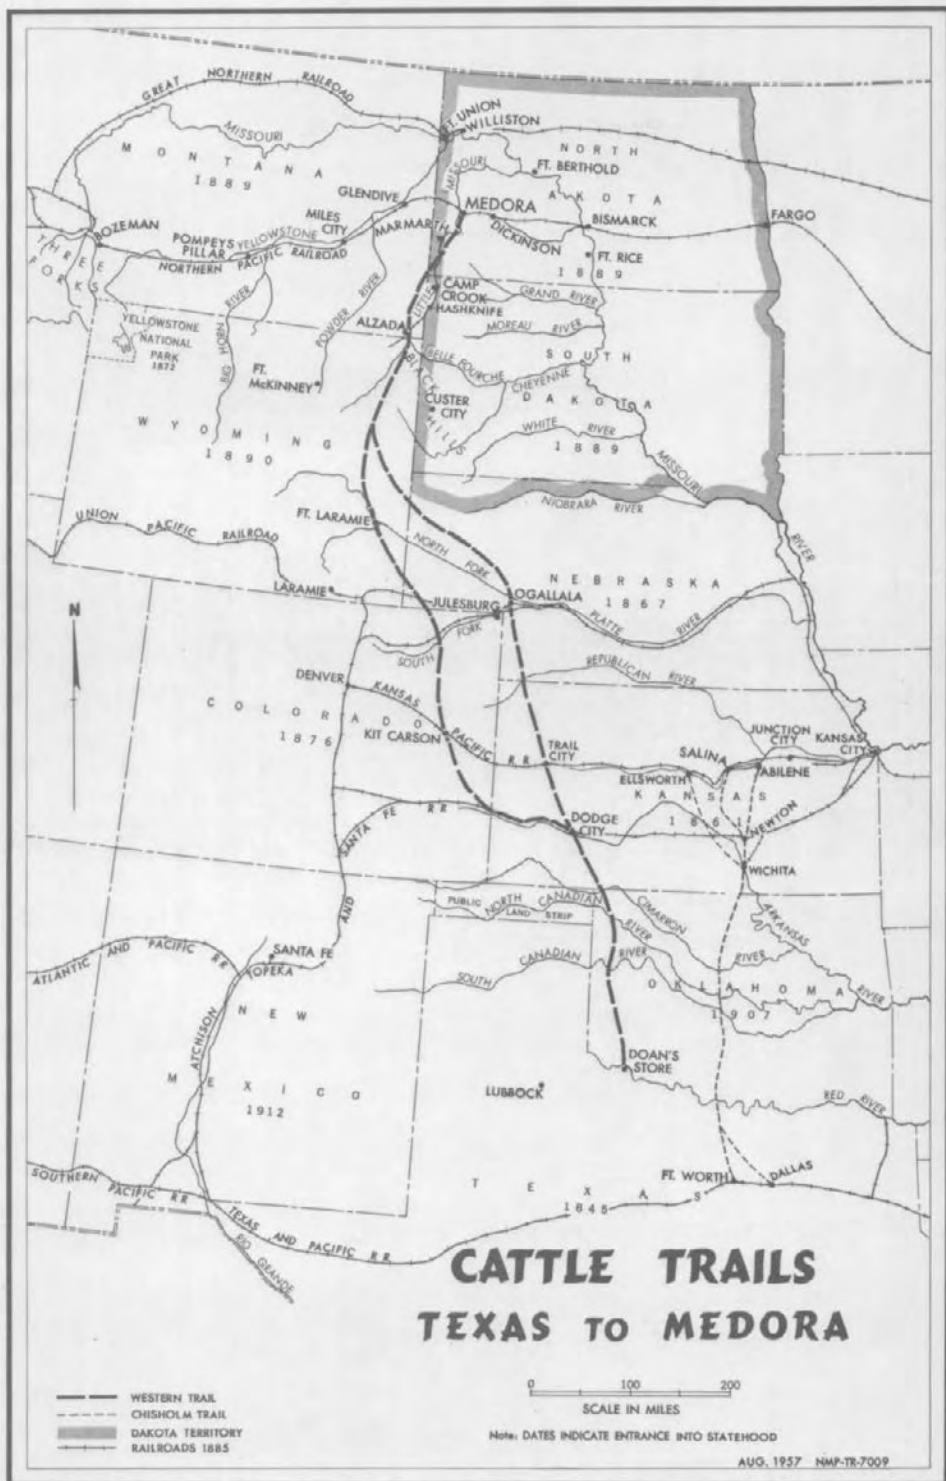 GREAT NORTHERN RAILROAD
MISSOURI
MONTANA
1889
FT. UNION
WILLISTON
NORTH
FT. BERTHOLD
MISSOURI
AKOTA
GLENDIVE
MEDORA
DICKINSON
BISMARCK
FARGO
MILES
CITY
MARMARTH
FT. RICE
1889
BOZEMAN
THREE
FORKS
POMPEYS
PILLAR
YELLOWSTONE
NORTHERN PACIFIC RAILROAD
CAMP
CROOK
HASHKNIFE
LITTLE
GRAND RIVER
MOREAU RIVER
YELLOWSTONE
NATIONAL
PARK
1872
BIG HORN RIVER
POWDER RIVER
ALZADA
BELLE FOURCHE
SOUTH
CHEYENNE
DAKOTA
FT.
McKINNEY
BLACK HILLS
CUSTER
CITY
WHITE RIVER
1889
WYOMING
1890
MISSOURI
RIVER
NIOBRARA RIVER
UNION PACIFIC RAILROAD
FT. LARAMIE
NORTH FORK
NEBRASKA
1867
LARAMIE
JULESBURG
OGALLALA
PLATTE RIVER
N
SOUTH FORK
REPUBLICAN RIVER
DENVER
KANSAS PACIFIC R R
COLORADO
1876
KIT CARSON
TRAIL
CITY
SALINA
JUNCTION
CITY
KANSAS
CITY
ELLSWORTH
ABILENE
KANSAS
1861
NEWTON
DODGE
CITY
WICHITA
AND SANTA FE RR
PUBLIC
LAND STRIP
NORTH CANADIAN RIVER
CIMARRON RIVER
ARKANSAS RIVER
SOUTH CANADIAN RIVER
OKLAHOMA
1907
ATLANTIC AND PACIFIC RR
SANTA FE
TOPEKA
ATCHISON
NEW
MEXICO
1912
DOAN'S
STORE
LUBBOCK
RED RIVER
FT. WORTH
DALLAS
TEXAS
1845
SOUTHERN PACIFIC RR
TEXAS AND PACIFIC R R.
RIO GRANDE
CATTLE TRAILS
TEXAS TO MEDORA
0 100 200
SCALE IN MILES
Note: DATES INDICATE ENTRANCE INTO STATEHOOD
WESTERN TRAIL
CHISHOLM TRAIL
DAKOTA TERRITORY
RAILROADS 1885
AUG. 1957 NMP-TR-7009